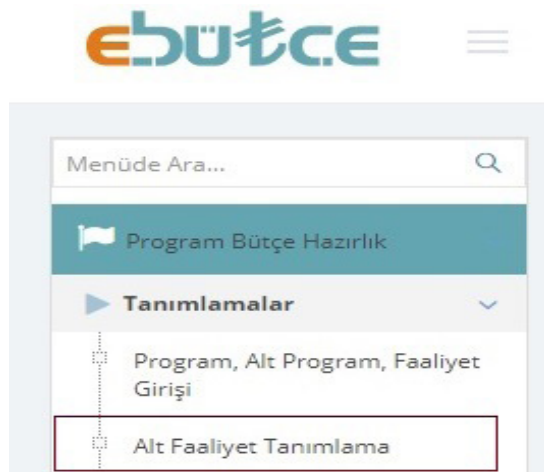 ebütçe
Menüde Ara...
Program Bütçe Hazırlık
Tanımlamalar
Program, Alt Program, Faaliyet
Girişi
Alt Faaliyet Tanımlama